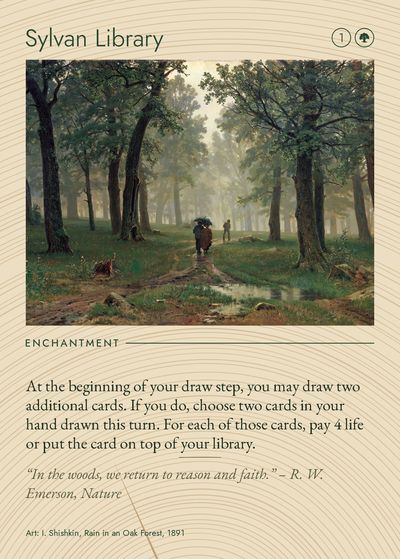 Sylvan Library 1
ENCHANTMENT
At the beginning of your draw step, you may draw two
additional cards. If you do, choose two cards in your
hand drawn this turn. For each of those cards, pay 4 life
or put the card on top of your library.
“In the woods, we return to reason and faith.” – R. W.
Emerson, Nature
Art: I. Shishkin, Rain in an Oak Forest, 1891